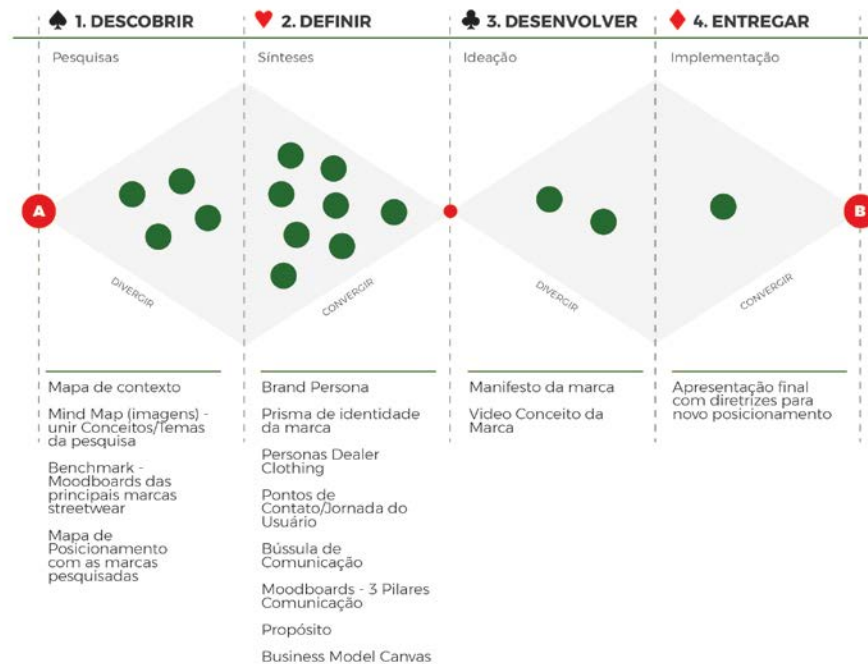 ♠ 1. DESCOBRIR
♥ 2. DEFINIR
♣ 3. DESENVOLVER
♦ 4. ENTREGAR
Pesquisas
Sínteses
Ideação
Implementação
A
B
DIVERGIR
CONVERGIR
DIVERGIR
CONVERGIR
Mapa de contexto
Mind Map (imagens) -
unir Conceitos/Temas
da pesquisa
Benchmark -
Moodboards das
principais marcas
streetwear
Mapa de
Posicionamento
com as marcas
pesquisadas
Brand Persona
Prisma de identidade
da marca
Personas Dealer
Clothing
Pontos de
Contato/Jornada do
Usuário
Bússula de
Comunicação
Moodboards - 3 Pilares
Comunicação
Propósito
Business Model Canvas
Manifesto da marca
Video Conceito da
Marca
Apresentação final
com diretrizes para
novo posicionamento